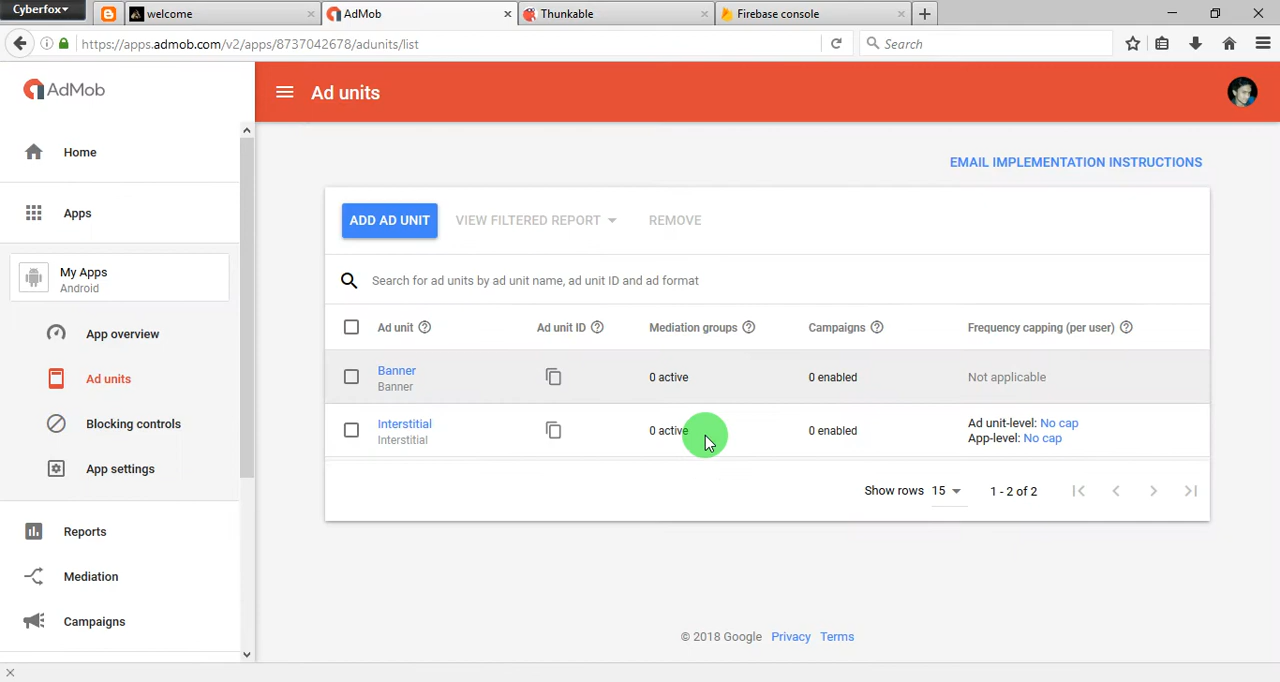 Cyberfox
welcome
AdMob
Thunkable
Firebase console
https://apps.admob.com/v2/apps/8737042678/adunits/list
Search
AdMob
Ad units
Home
Apps
My Apps
Android
App overview
Ad units
Blocking controls
App settings
Reports
Mediation
Campaigns
EMAIL IMPLEMENTATION INSTRUCTIONS
ADD AD UNIT VIEW FILTERED REPORT REMOVE
Search for ad units by ad unit name, ad unit ID and ad format
Ad unit Ad unit ID Mediation groups Campaigns Frequency capping (per user)
Banner
Banner
0 active 0 enabled Not applicable
Interstitial
Interstitial
0 active 0 enabled
Ad unit-level: No cap
App-level: No cap
Show rows 15 1 - 2 of 2
© 2018 Google Privacy Terms